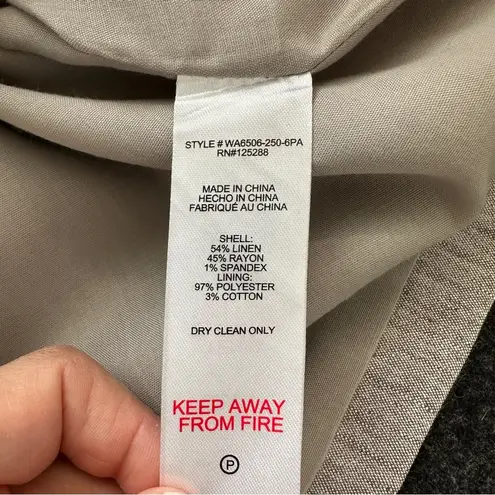 STYLE # WA6506-250-6PA
RN#125288
MADE IN CHINA
HECHO IN CHINA
FABRIQUÉ AU CHINA
SHELL:
54% LINEN
45% RAYON
1% SPANDEX
LINING:
97% POLYESTER
3% COTTON
DRY CLEAN ONLY
KEEP AWAY
FROM FIRE
P